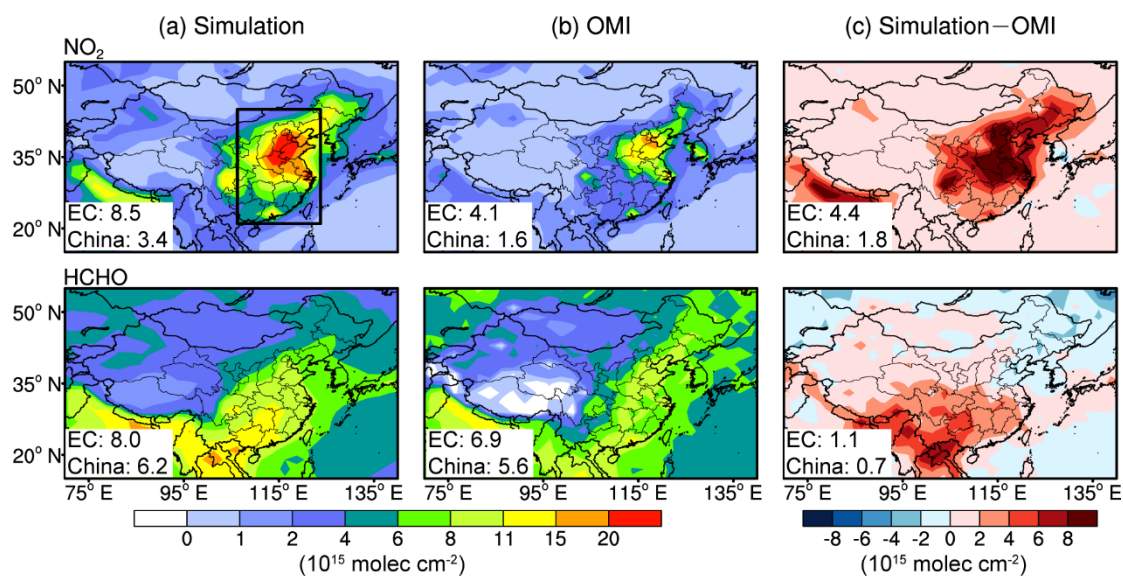 (a) Simulation (b) OMI (c) Simulation−OMI
NO₂
50° N
35° N
20° N
EC: 8.5
China: 3.4
EC: 4.1
China: 1.6
EC: 4.4
China: 1.8
HCHO
50° N
35° N
20° N
EC: 8.0
China: 6.2
EC: 6.9
China: 5.6
EC: 1.1
China: 0.7
75° E 95° E 115° E 135° E 75° E 95° E 115° E 135° E 75° E 95° E 115° E 135° E
0 1 2 4 6 8 11 15 20
-8 -6 -4 -2 0 2 4 6 8
(10¹⁵ molec cm⁻²) (10¹⁵ molec cm⁻²)